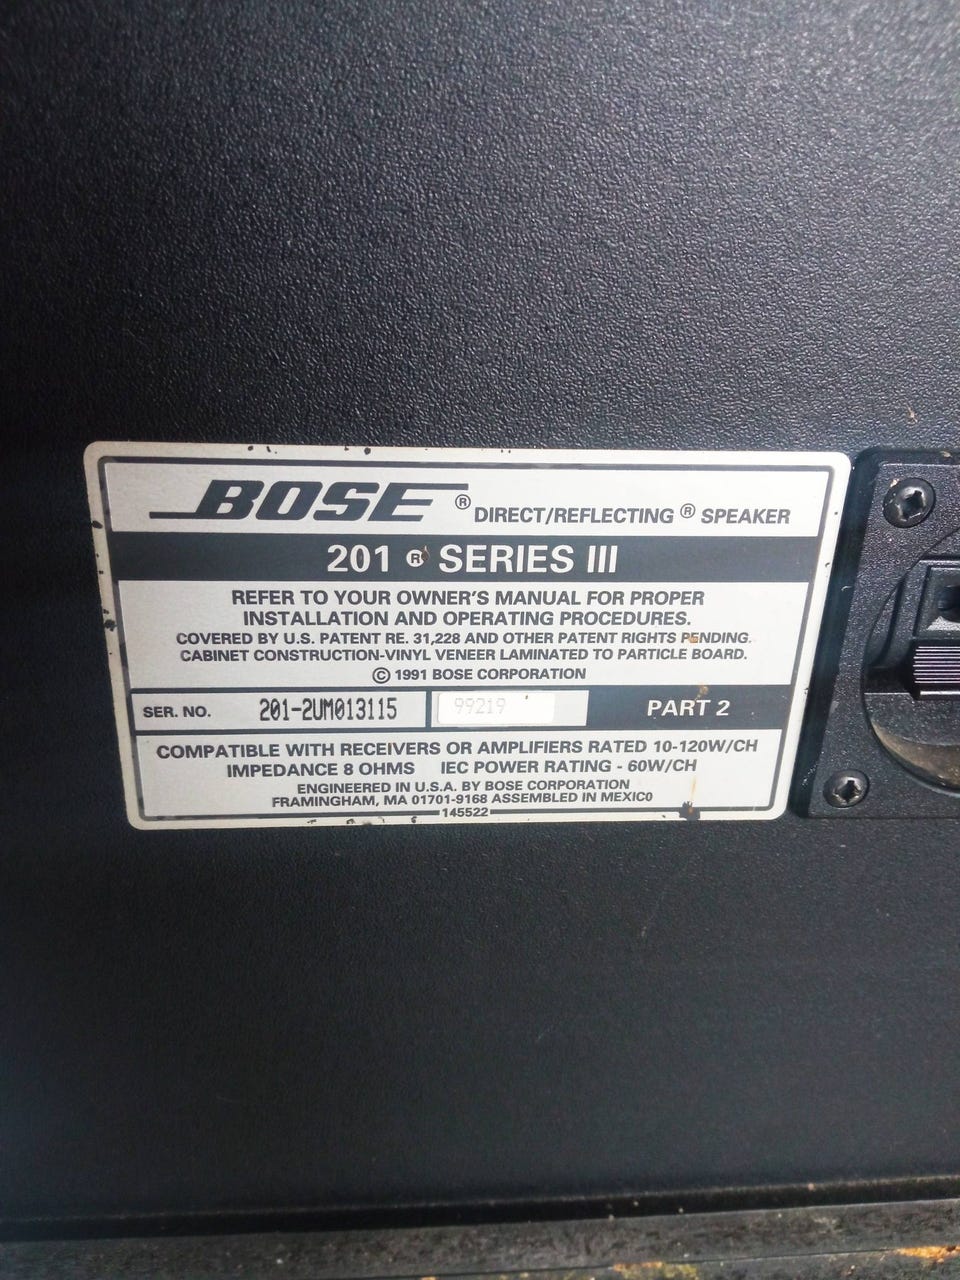 BOSE® DIRECT/REFLECTING® SPEAKER
201® SERIES III
REFER TO YOUR OWNER'S MANUAL FOR PROPER
INSTALLATION AND OPERATING PROCEDURES.
COVERED BY U.S. PATENT RE. 31,228 AND OTHER PATENT RIGHTS PENDING.
CABINET CONSTRUCTION-VINYL VENEER LAMINATED TO PARTICLE BOARD.
© 1991 BOSE CORPORATION
SER. NO. 201-2UM013115 99219 PART 2
COMPATIBLE WITH RECEIVERS OR AMPLIFIERS RATED 10-120W/CH
IMPEDANCE 8 OHMS IEC POWER RATING - 60W/CH
ENGINEERED IN U.S.A. BY BOSE CORPORATION
FRAMINGHAM, MA 01701-9168 ASSEMBLED IN MEXICO
145522